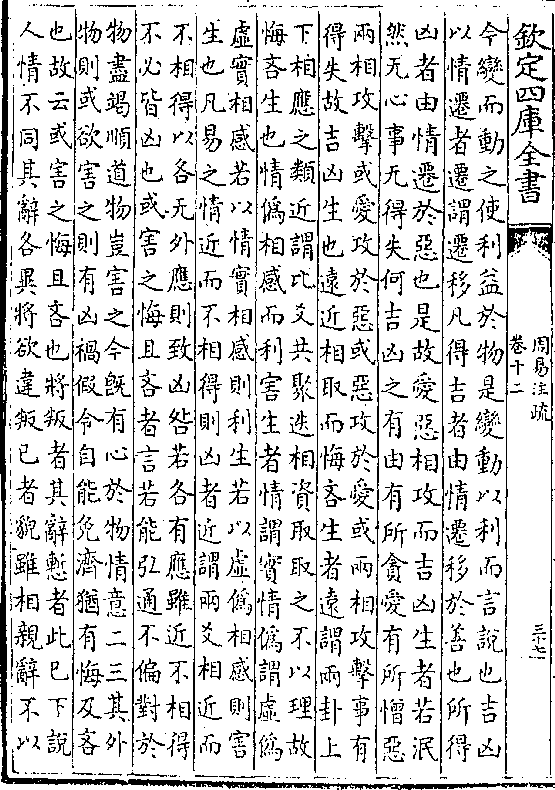 欽定四庫全書
周易注疏
卷十二
三十七
今變而動之使利益於物是變動以利而言說也吉凶
以情遷者遷謂遷移凡得吉者由情遷移於善也所得
凶者由情遷於惡也是故愛惡相攻而吉凶生者若泯
然无心事无得失何吉凶之有由有所貪愛有所憎惡
兩相攻擊或愛攻於惡或惡攻於愛或兩相攻擊事有
得失故吉凶生也遠近相取而悔吝生者遠謂兩卦上
下相應之類近謂比爻共聚迭相資取取之不以理故
悔吝生也情偽相感而利害生者情謂實情偽謂虛偽
虛實相感若以情實相感則利生若以虛偽相感則害
生也凡易之情近而不相得則凶者近謂兩爻相近而
不相得以各无外應則致凶咎若各有應雖近不相得
不必皆凶也或害之悔且吝者言若能弘通不偏對於
物盡竭順道物豈害之今旣有心於物情意二三其外
物則或欲害之則有凶禍假令自能免濟猶有悔及吝
也故云或害之悔且吝也將叛者其辭慙者此已下說
人情不同其辭各異將欲違叛已者貌雖相親辭不以